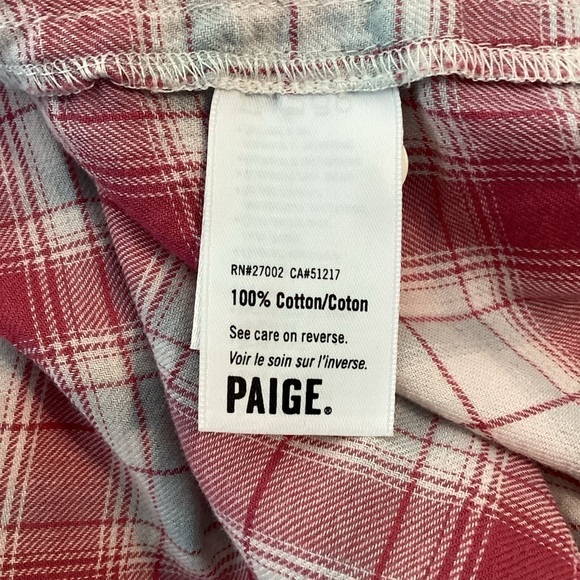 RN#27002 CA#51217
100% Cotton/Coton
See care on reverse.
Voir le soin sur l'inverse.
PAIGE®